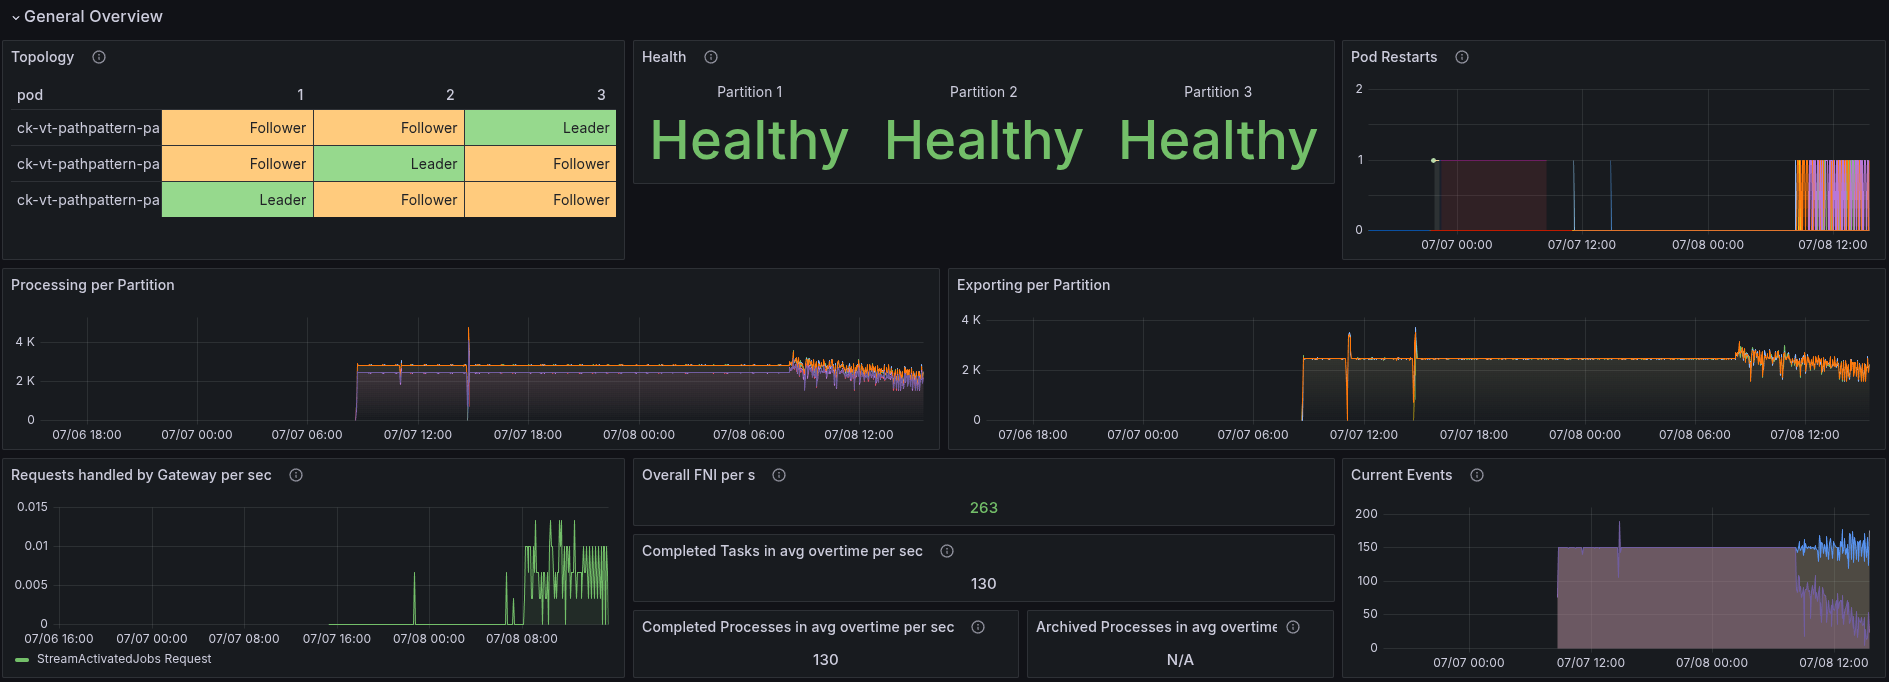 General Overview
Topology
pod 1 2 3
ck-vt-pathpattern-pa Follower Follower Leader
ck-vt-pathpattern-pa Follower Leader Follower
ck-vt-pathpattern-pa Leader Follower Follower
Health
Partition 1 Partition 2 Partition 3
Healthy Healthy Healthy
Pod Restarts
2
1
0
07/07 00:00 07/07 12:00 07/08 00:00 07/08 12:00
Processing per Partition
4 K
2 K
0
07/06 18:00 07/07 00:00 07/07 06:00 07/07 12:00 07/07 18:00 07/08 00:00 07/08 06:00 07/08 12:00
Exporting per Partition
4 K
2 K
0
07/06 18:00 07/07 00:00 07/07 06:00 07/07 12:00 07/07 18:00 07/08 00:00 07/08 06:00 07/08 12:00
Requests handled by Gateway per sec
0.015
0.01
0.005
0
07/06 16:00 07/07 00:00 07/07 08:00 07/07 16:00 07/08 00:00 07/08 08:00
StreamActivatedJobs Request
Overall FNI per s
263
Completed Tasks in avg overtime per sec
130
Completed Processes in avg overtime per sec
130
Archived Processes in avg overtime
N/A
Current Events
200
150
100
50
0
07/07 00:00 07/07 12:00 07/08 00:00 07/08 12:00